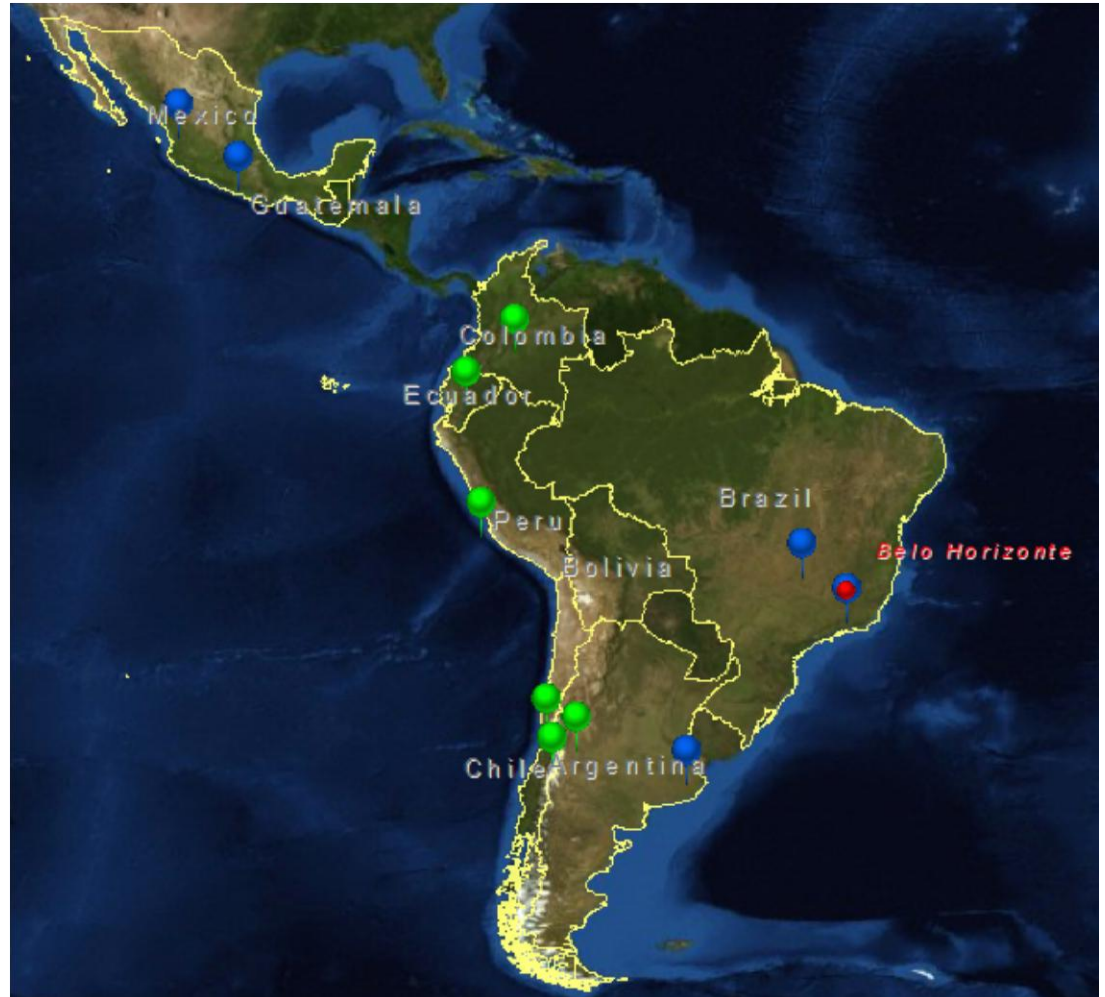 Mexico
Guatemala
Colombia
Ecuador
Brazil
Peru
Belo Horizonte
Bolivia
Chile
Argentina